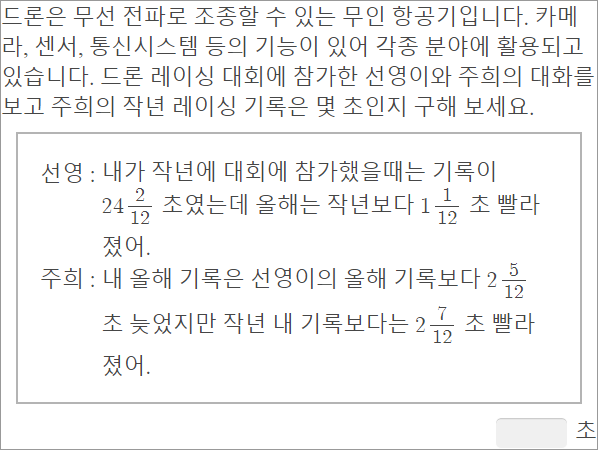 드론은 무선 전파로 조종할 수 있는 무인 항공기입니다. 카메
라, 센서, 통신시스템 등의 기능이 있어 각종 분야에 활용되고
있습니다. 드론 레이싱 대회에 참가한 선영이와 주희의 대화를
보고 주희의 작년 레이싱 기록은 몇 초인지 구해 보세요.
선영 : 내가 작년에 대회에 참가했을때는 기록이
24 2/12 초였는데 올해는 작년보다 1 1/12 초 빨라
졌어.
주희 : 내 올해 기록은 선영이의 올해 기록보다 2 5/12
초 늦었지만 작년 내 기록보다는 2 7/12 초 빨라
졌어.
초